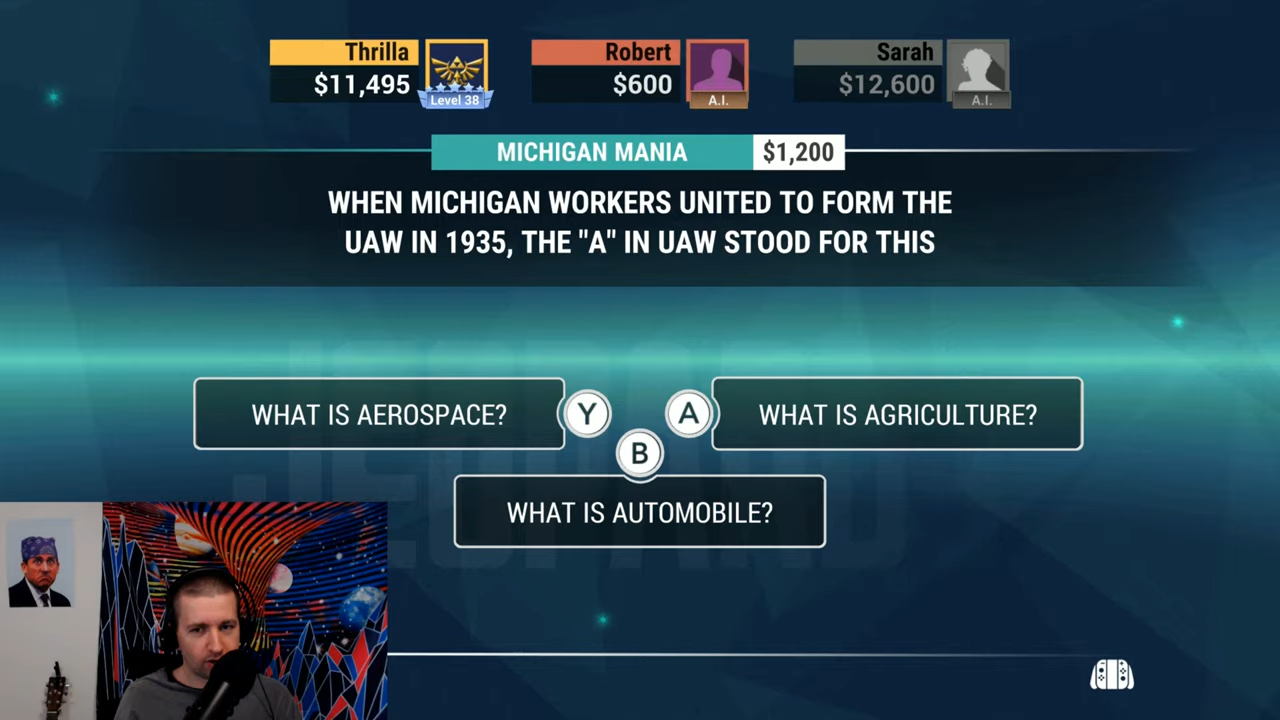 Thrilla
$11,495
Level 38
Robert
$600
A.I.
Sarah
$12,600
A.I.
MICHIGAN MANIA
$1,200
WHEN MICHIGAN WORKERS UNITED TO FORM THE
UAW IN 1935, THE "A" IN UAW STOOD FOR THIS
WHAT IS AEROSPACE?
Y
A
WHAT IS AGRICULTURE?
B
WHAT IS AUTOMOBILE?
JEOPARDY